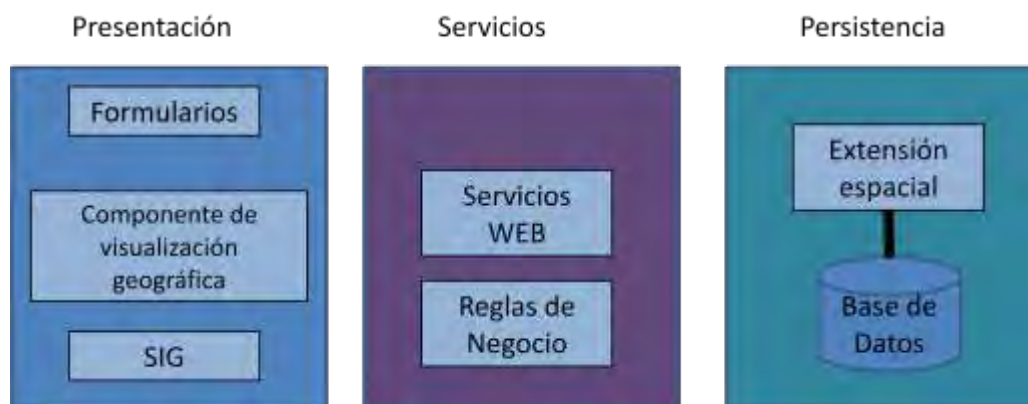 Presentación
Servicios
Persistencia
Formularios
Componente de
visualización
geográfica
SIG
Servicios
WEB
Reglas de
Negocio
Extensión
espacial
Base de
Datos